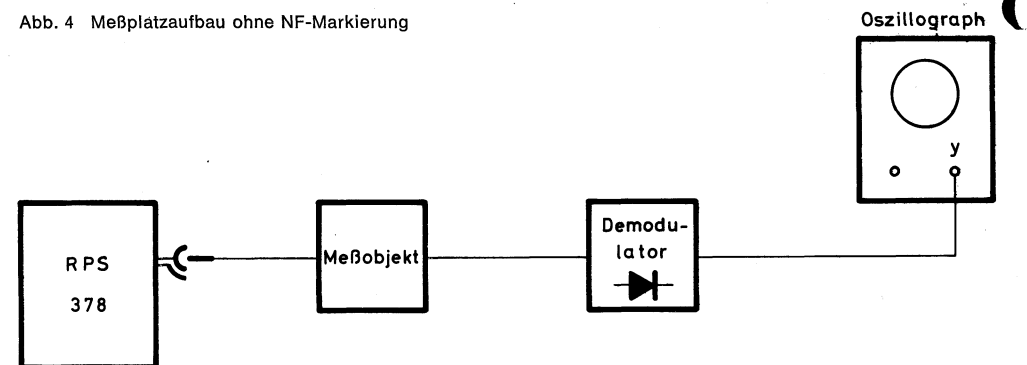 Abb. 4 Meßplatzaufbau ohne NF-Markierung
Oszillograph
y
RPS
378
Meßobjekt
Demodu-
lator